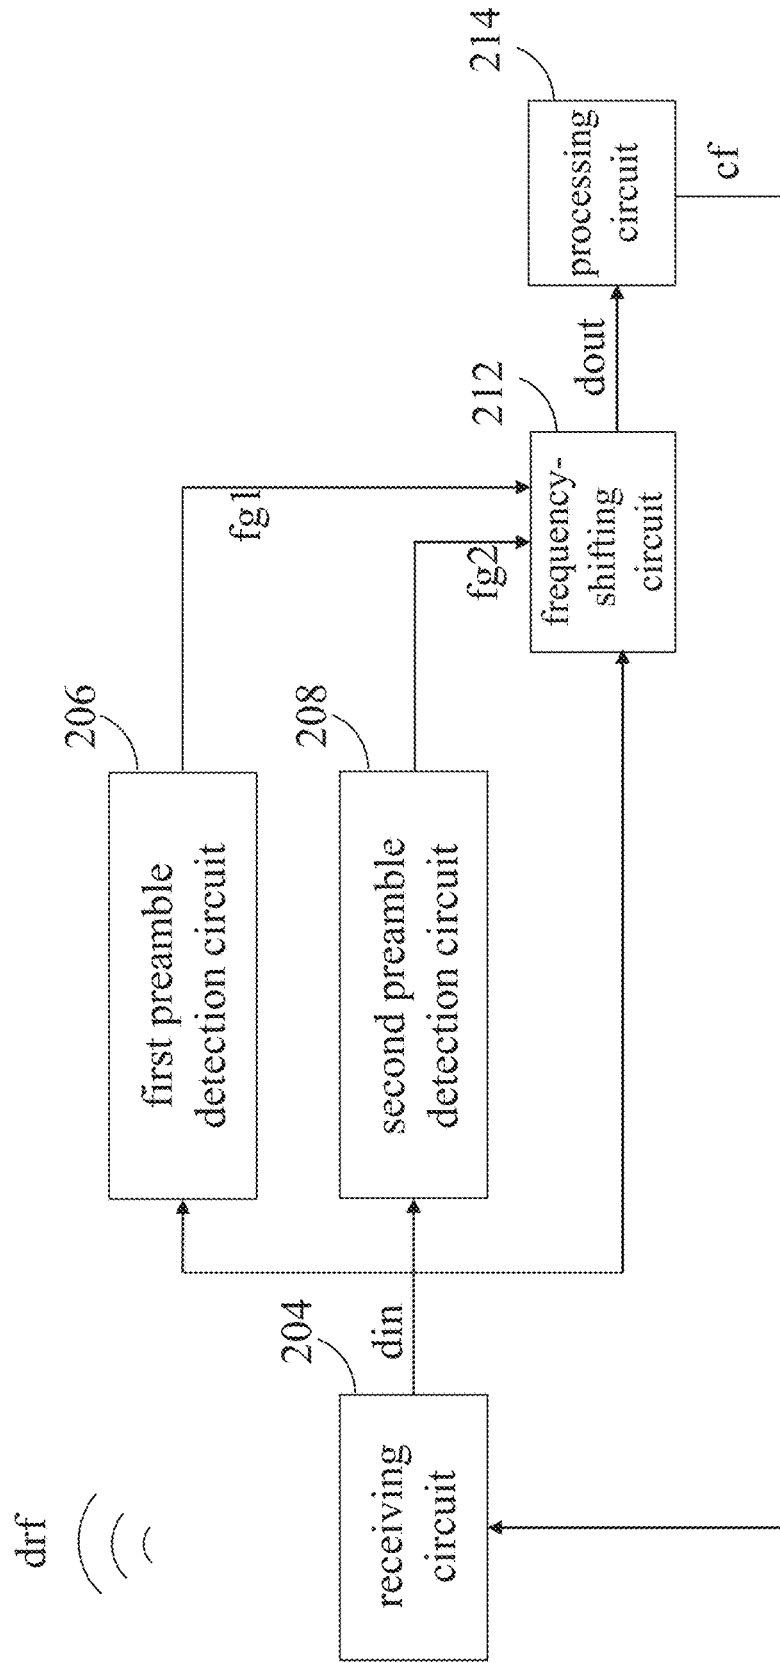 drf
204
receiving
circuit
din
206
first preamble
detection circuit
208
second preamble
detection circuit
fg1
fg2
212
frequency-
shifting
circuit
dout
214
processing
circuit
cf